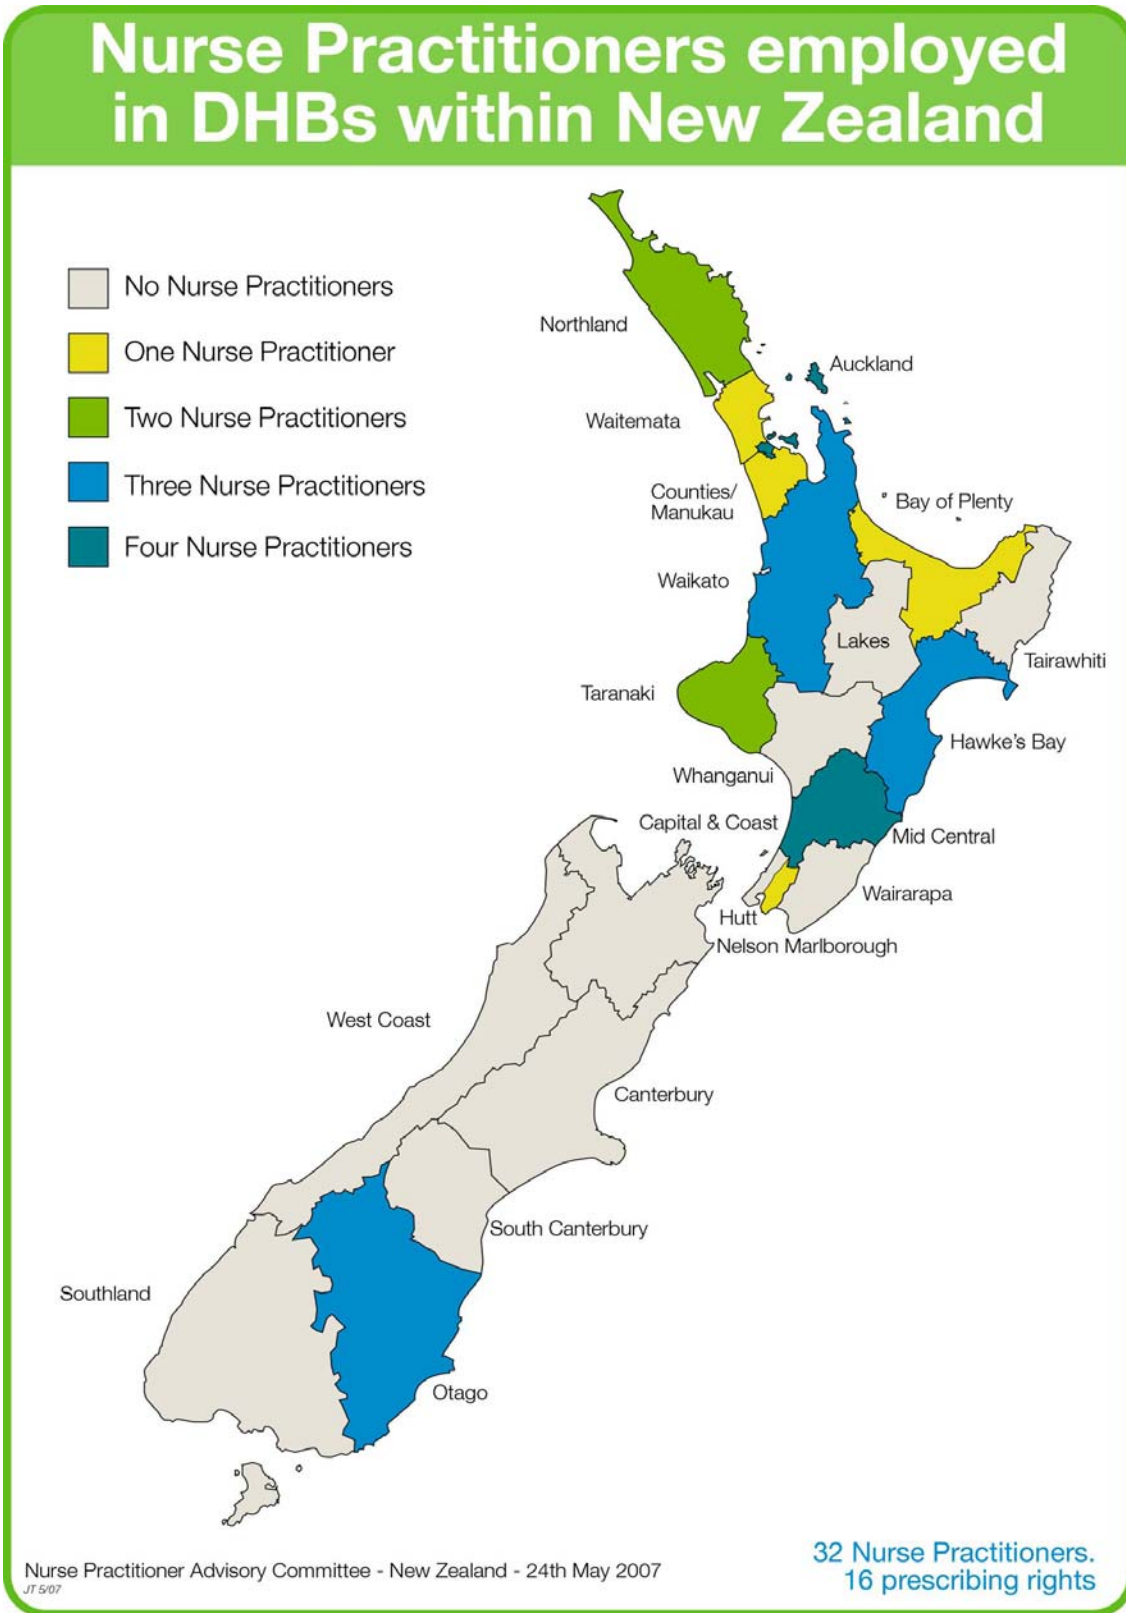 Nurse Practitioners employed
in DHBs within New Zealand
No Nurse Practitioners
One Nurse Practitioner
Two Nurse Practitioners
Three Nurse Practitioners
Four Nurse Practitioners
Northland
Auckland
Waitemata
Counties/
Manukau
Bay of Plenty
Waikato
Lakes
Tairawhiti
Taranaki
Hawke's Bay
Whanganui
Capital & Coast
Mid Central
Wairarapa
Hutt
Nelson Marlborough
West Coast
Canterbury
South Canterbury
Southland
Otago
Nurse Practitioner Advisory Committee - New Zealand - 24th May 2007
JT 5/07
32 Nurse Practitioners.
16 prescribing rights